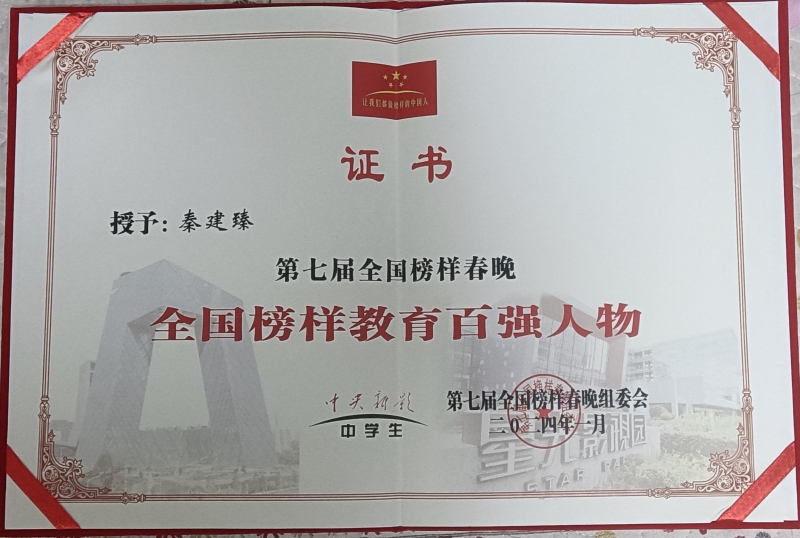 让我们都做榜样的中国人
证书
授予：秦建臻
第七届全国榜样春晚
全国榜样教育百强人物
中天新影
中学生
第七届全国榜样春晚组委会
二〇二四年一月
星光影视园
STAR PARK